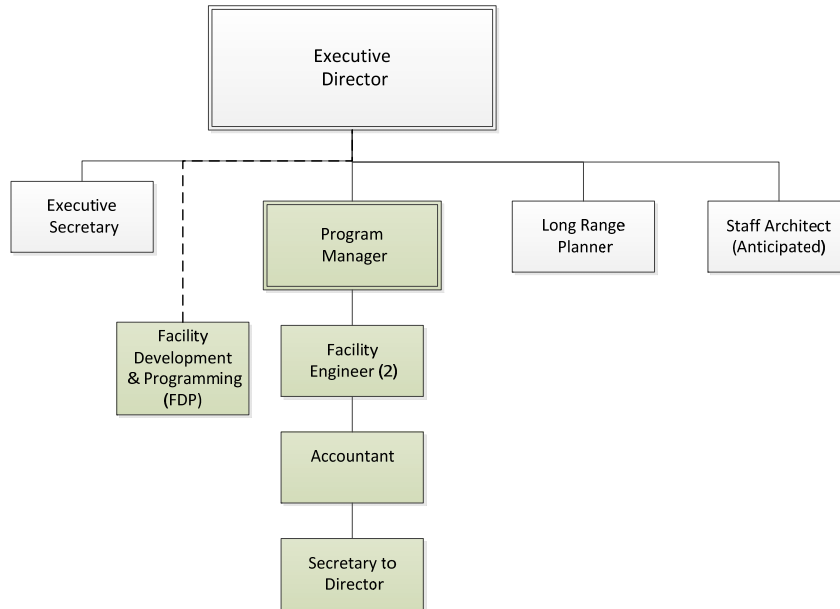 Executive
Director
Executive
Secretary
Program
Manager
Long Range
Planner
Staff Architect
(Anticipated)
Facility
Development
& Programming
(FDP)
Facility
Engineer (2)
Accountant
Secretary to
Director